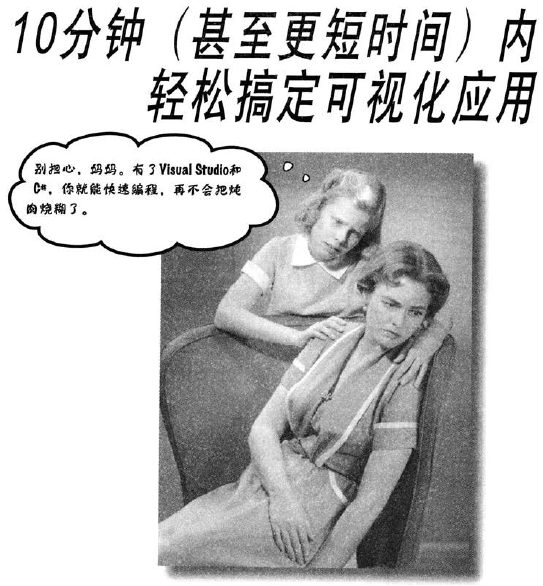 10分钟（甚至更短时间）内
轻松搞定可视化应用
别担心，妈妈。有了Visual Studio和
C#，你就能快速编程，再不会把炖
肉烧糊了。